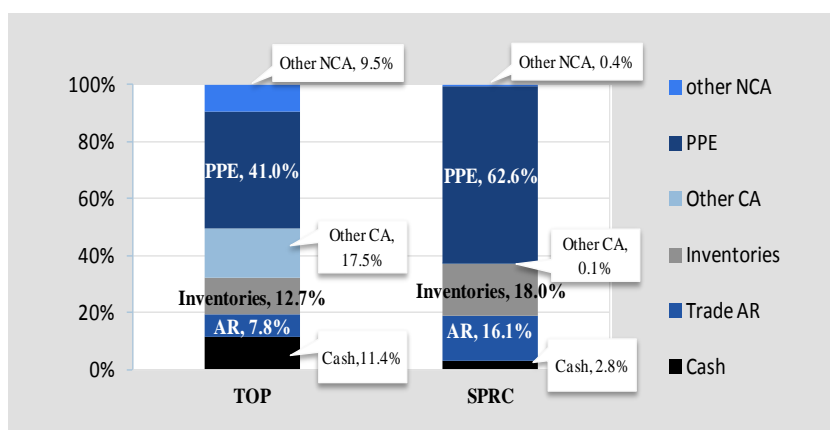 Other NCA, 9.5%
Other NCA, 0.4%
100%
80%
60%
40%
20%
0%
PPE, 41.0%
Other CA,
17.5%
Inventories, 12.7%
AR, 7.8%
Cash,11.4%
TOP
PPE, 62.6%
Other CA,
0.1%
Inventories, 18.0%
AR, 16.1%
Cash, 2.8%
SPRC
other NCA
PPE
Other CA
Inventories
Trade AR
Cash